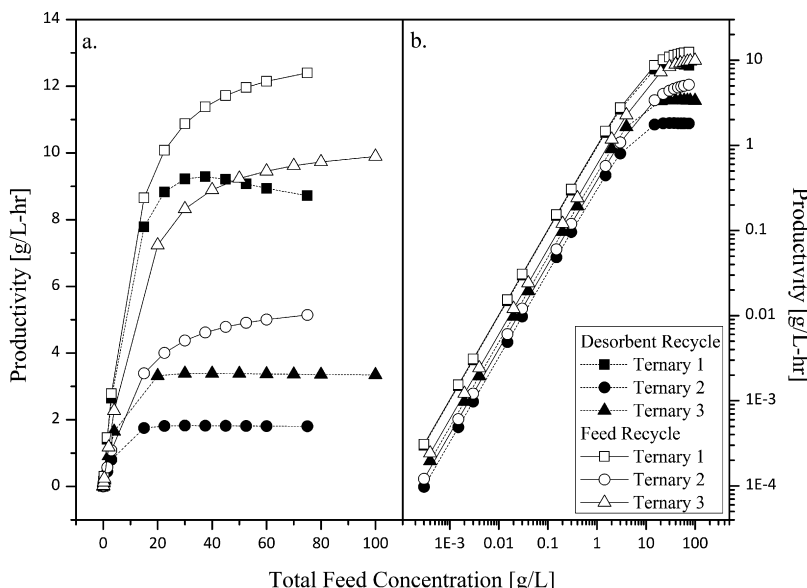 a.
14
12
10
8
6
4
2
0
Productivity [g/L-hr]
0 20 40 60 80 100
b.
10
1
0.1
0.01
1E-3
1E-4
Productivity [g/L-hr]
1E-3 0.01 0.1 1 10 100
Desorbent Recycle
Ternary 1
Ternary 2
Ternary 3
Feed Recycle
Ternary 1
Ternary 2
Ternary 3
Total Feed Concentration [g/L]